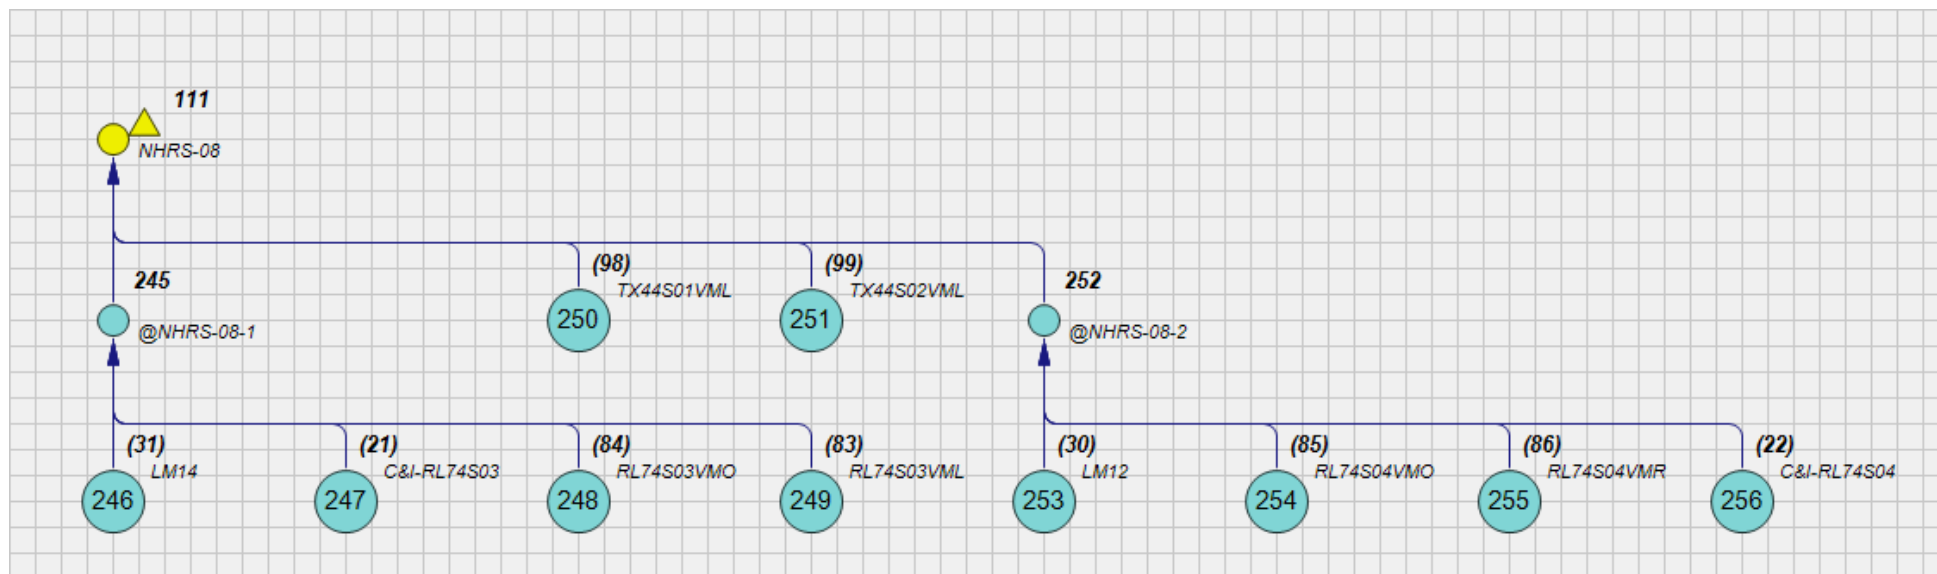 111
NHRS-08
245
@NHRS-08-1
(98)
TX44S01VML
250
(99)
TX44S02VML
251
252
@NHRS-08-2
(31)
LM14
246
(21)
C&I-RL74S03
247
(84)
RL74S03VMO
248
(83)
RL74S03VML
249
(30)
LM12
253
(85)
RL74S04VMO
254
(86)
RL74S04VMR
255
(22)
C&I-RL74S04
256